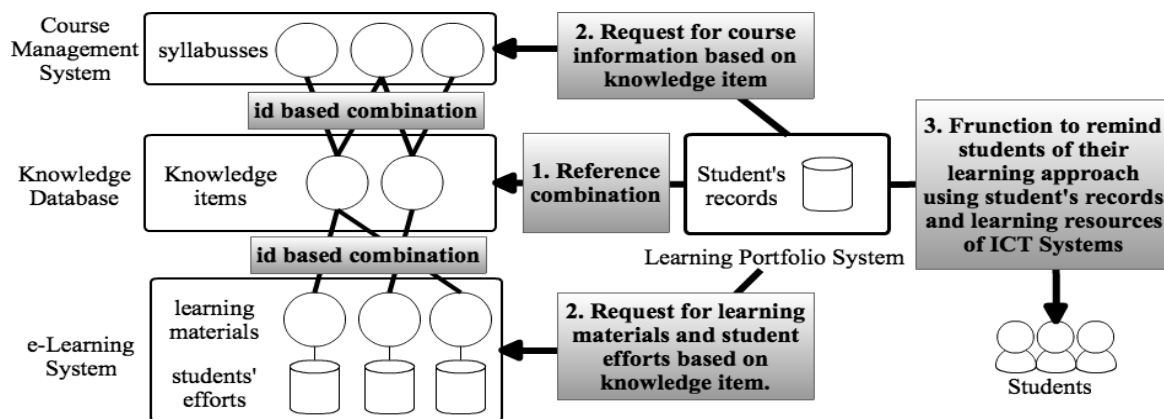 Course
Management
System
syllabusses
2. Request for course
information based on
knowledge item
id based combination
Knowledge
Database
Knowledge
items
1. Reference
combination
Student's
records
3. Frunction to remind
students of their
learning approach
using student's records
and learning resources
of ICT Systems
id based combination
Learning Portfolio System
e-Learning
System
learning
materials
students'
efforts
2. Request for learning
materials and student
efforts based on
knowledge item.
Students